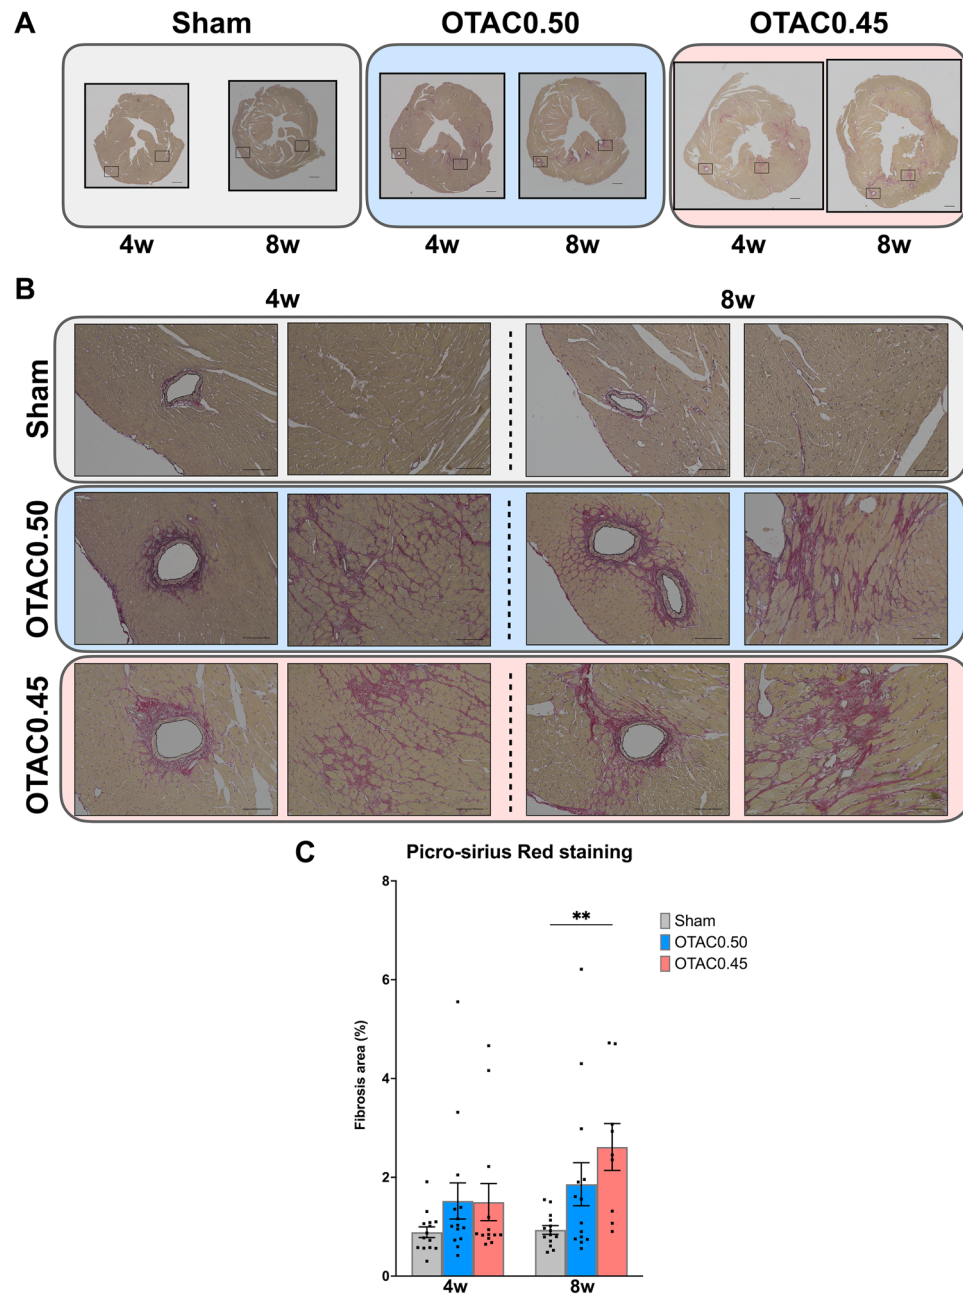 A
Sham
OTAC0.50
OTAC0.45
4w
8w
4w
8w
4w
8w
B
4w
8w
Sham
OTAC0.50
OTAC0.45
C
Picro-sirius Red staining
8
6
4
2
0
Fibrosis area (%)
**
Sham
OTAC0.50
OTAC0.45
4w
8w